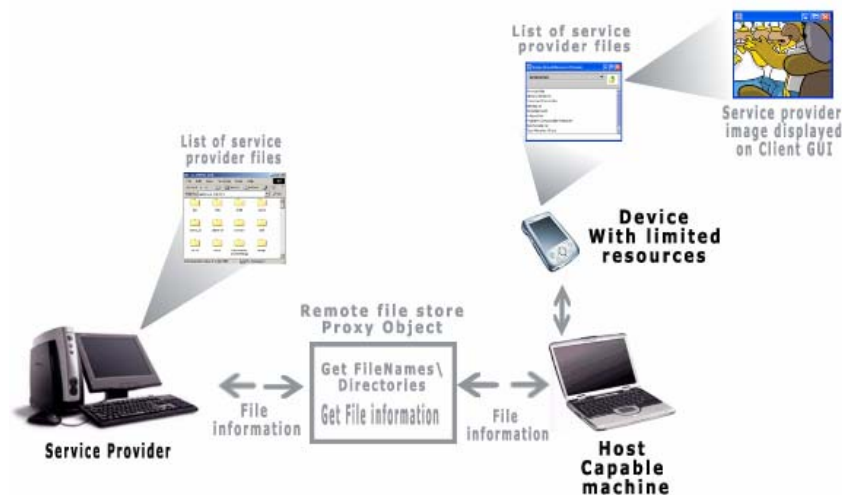 List of service
provider files
Service provider
image displayed
on Client GUI
List of service
provider files
Device
With limited
resources
Remote file store
Proxy Object
Get FileNames\
Directories
Get File information
File
information
File
information
Service Provider
Host
Capable
machine